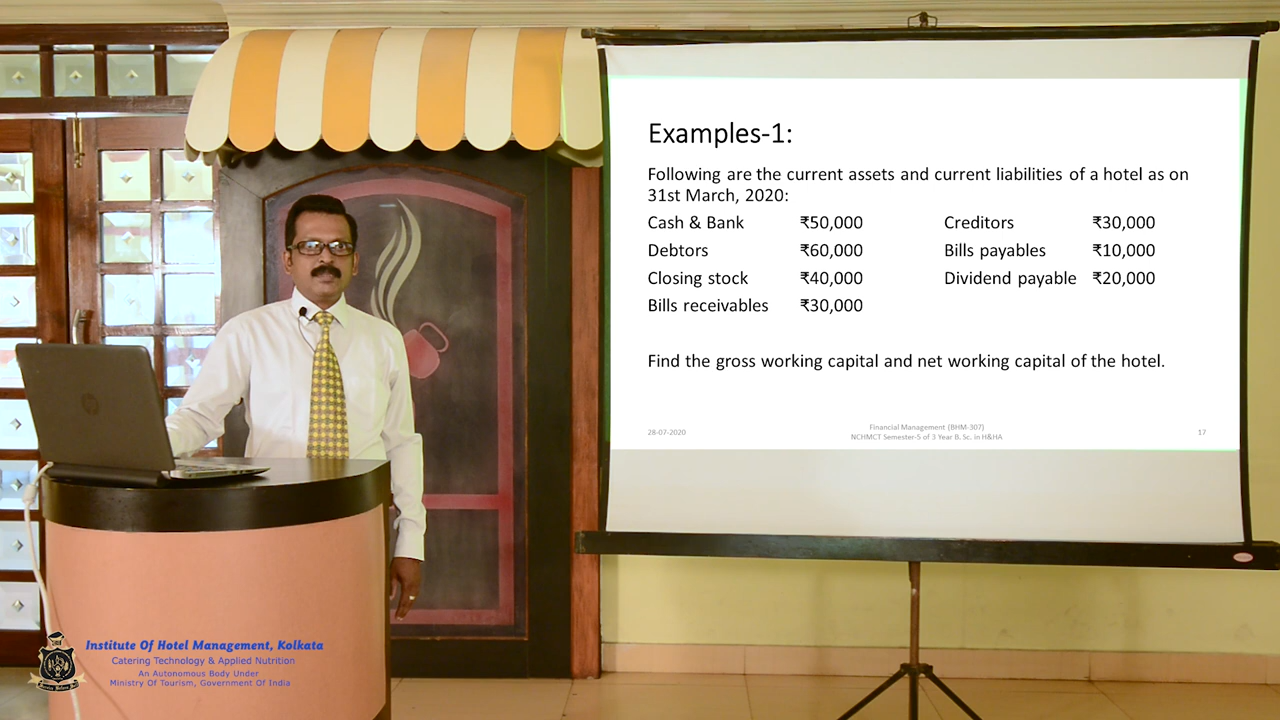 Examples-1:
Following are the current assets and current liabilities of a hotel as on
31st March, 2020:
Cash & Bank ₹50,000 Creditors ₹30,000
Debtors ₹60,000 Bills payables ₹10,000
Closing stock ₹40,000 Dividend payable ₹20,000
Bills receivables ₹30,000
Find the gross working capital and net working capital of the hotel.
28-07-2020
Financial Management (BHM-307)
NCHMCT Semester-5 of 3 Year B. Sc. in H&HA
17
Institute Of Hotel Management, Kolkata
Catering Technology & Applied Nutrition
An Autonomous Body Under
Ministry Of Tourism, Government Of India